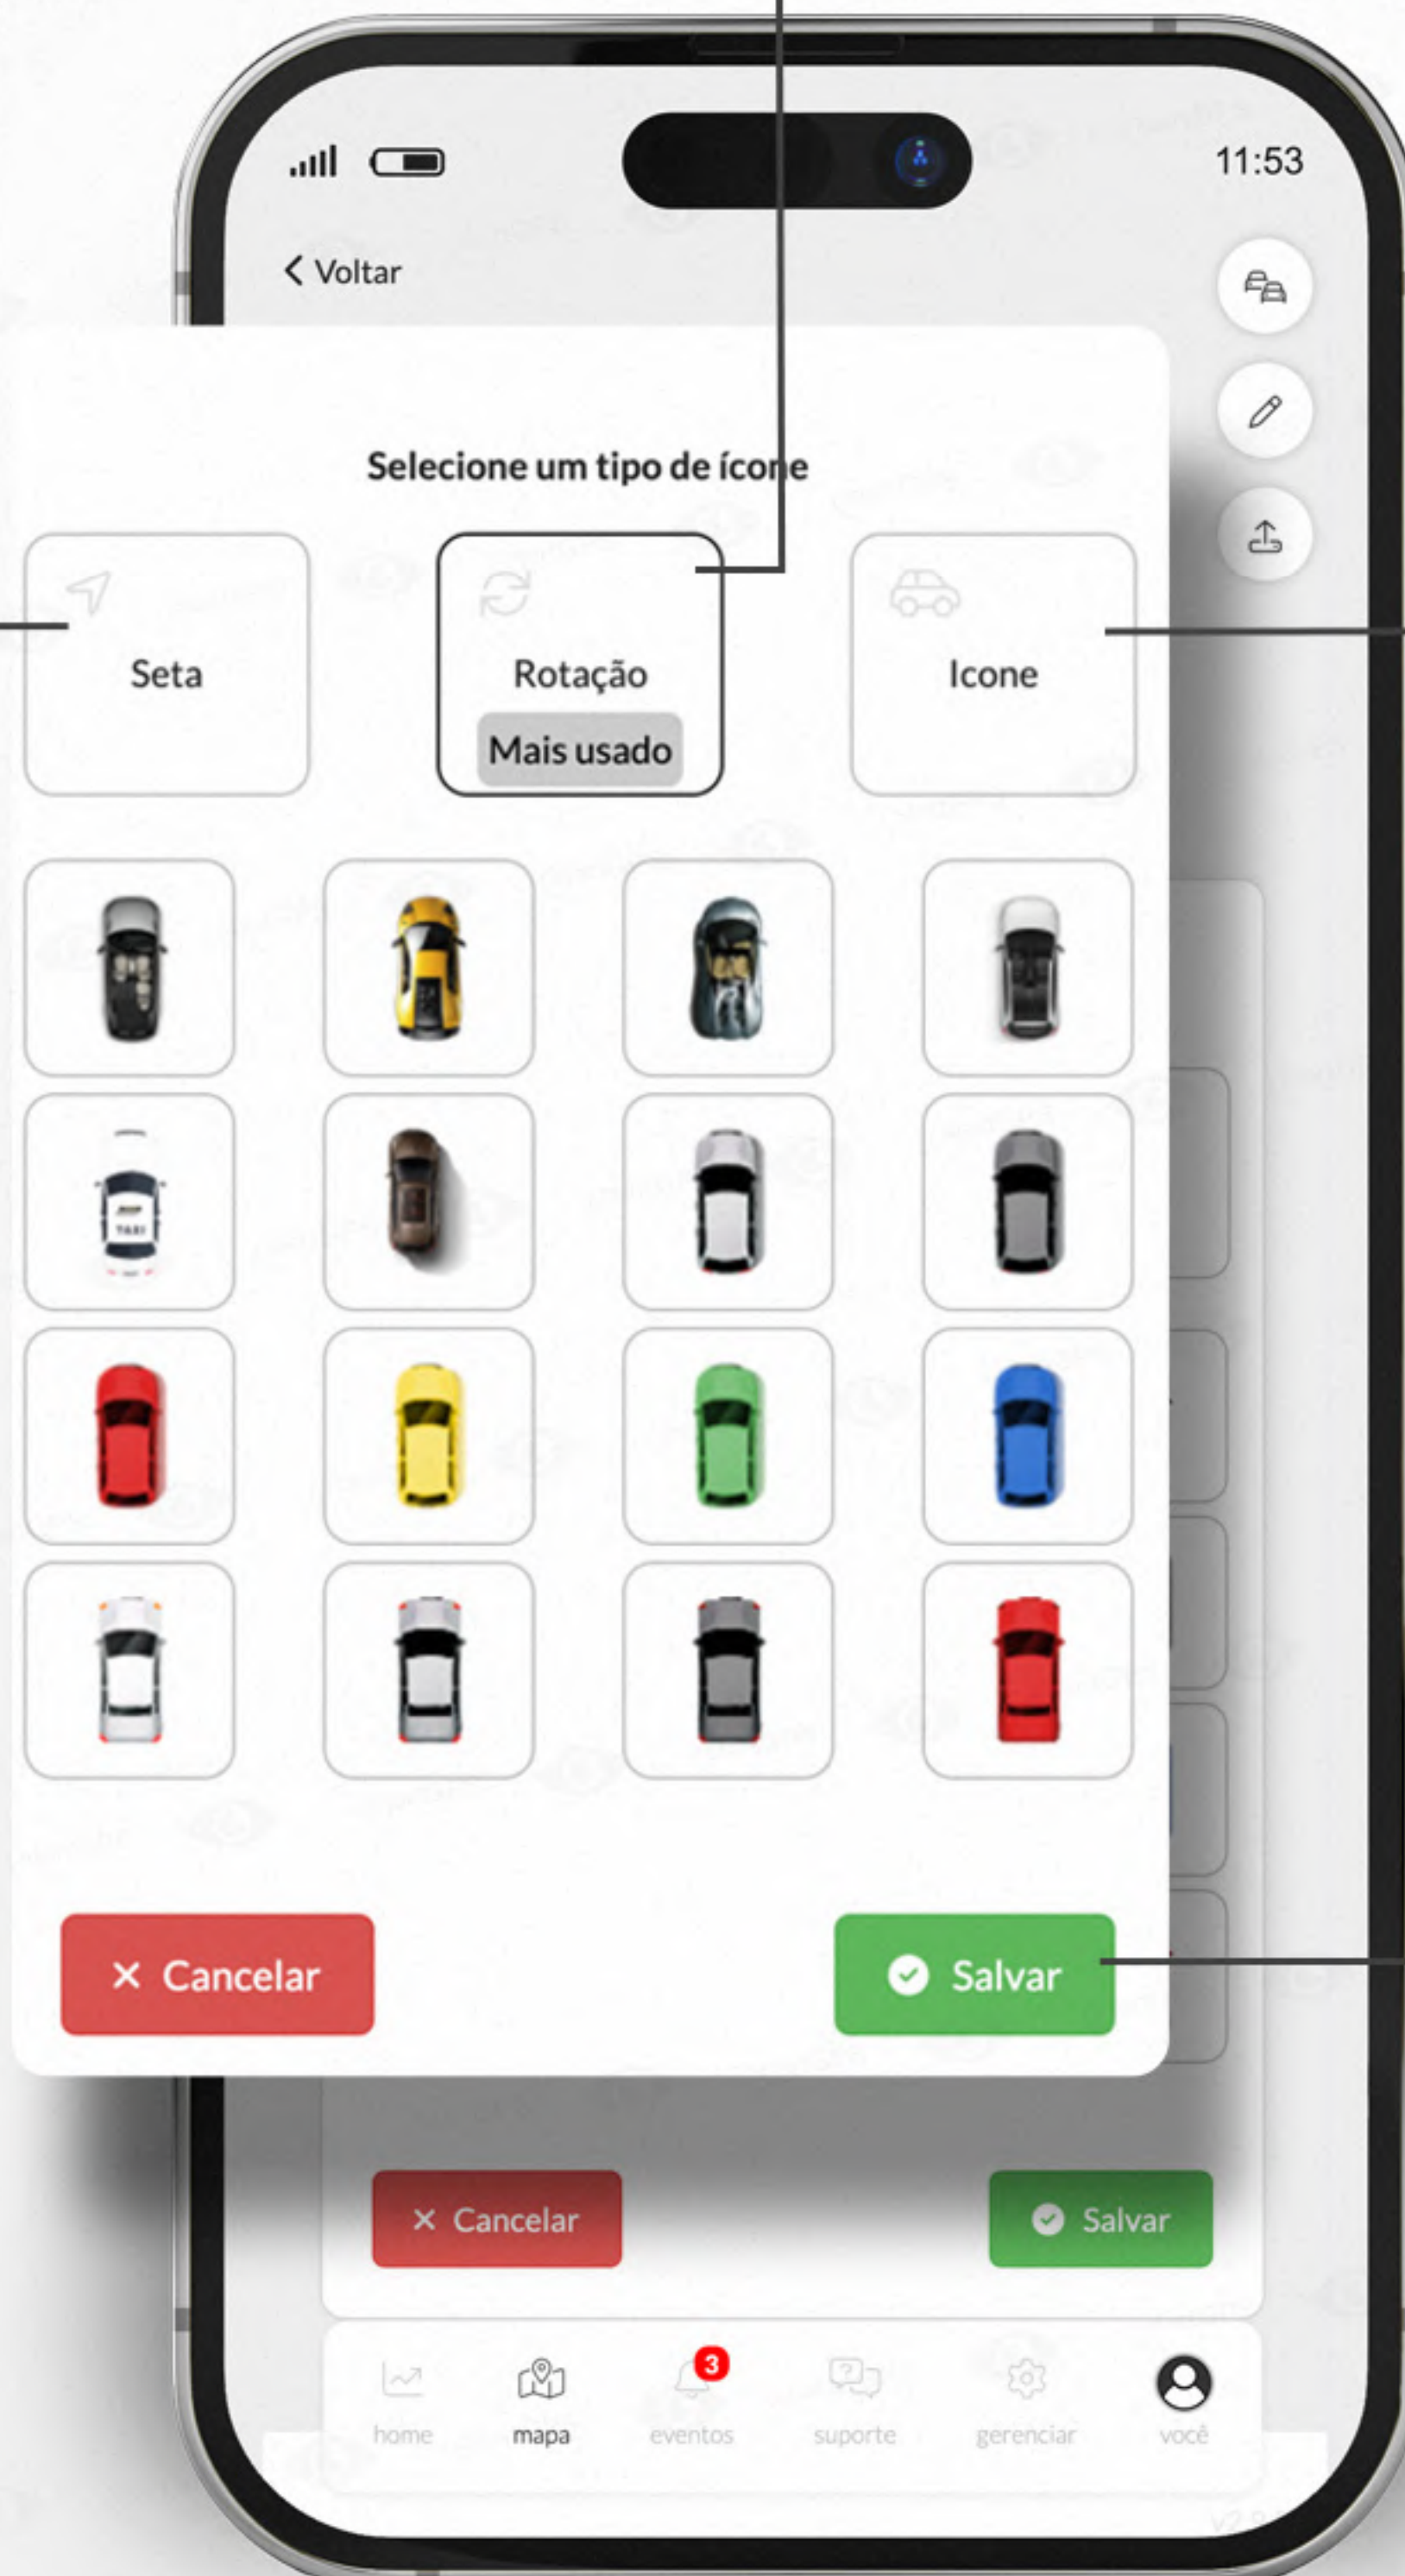 11:53
Voltar
Selecione um tipo de ícone
Seta
Rotação
Icone
Mais usado
TAXI
Cancelar
Salvar
Cancelar
Salvar
3
home
mapa
eventos
suporte
gerenciar
você